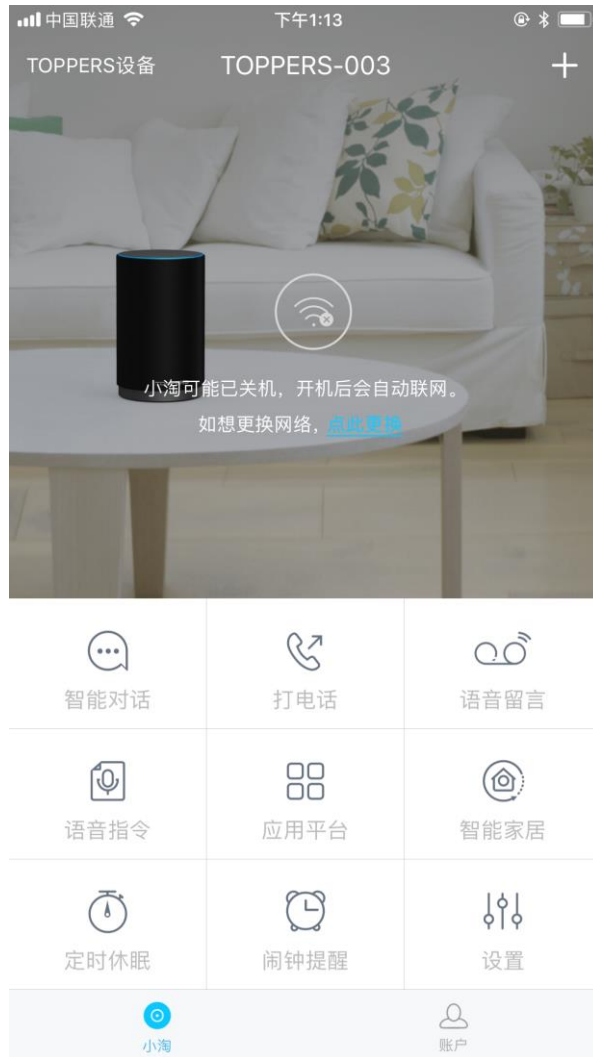 中国联通
下午1:13
TOPPERS设备
TOPPERS-003
小淘可能已关机，开机后会自动联网。
如想更换网络，点此更换
智能对话
打电话
语音留言
语音指令
应用平台
智能家居
定时休眠
闹钟提醒
设置
小淘
账户